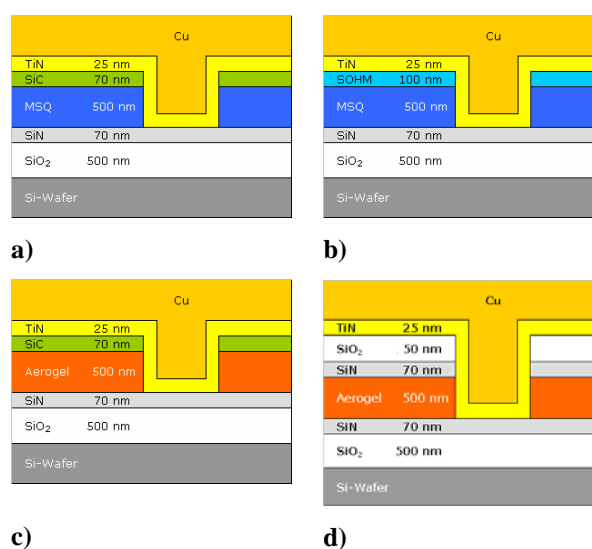 Cu
TiN 25 nm
SiC 70 nm
MSQ 500 nm
SiN 70 nm
SiO₂ 500 nm
Si-Wafer
a)
Cu
TiN 25 nm
SOHM 100 nm
MSQ 500 nm
SiN 70 nm
SiO₂ 500 nm
Si-Wafer
b)
Cu
TiN 25 nm
SiC 70 nm
Aerogel 500 nm
SiN 70 nm
SiO₂ 500 nm
Si-Wafer
c)
Cu
TiN 25 nm
SiO₂ 50 nm
SiN 70 nm
Aerogel 500 nm
SiN 70 nm
SiO₂ 500 nm
Si-Wafer
d)